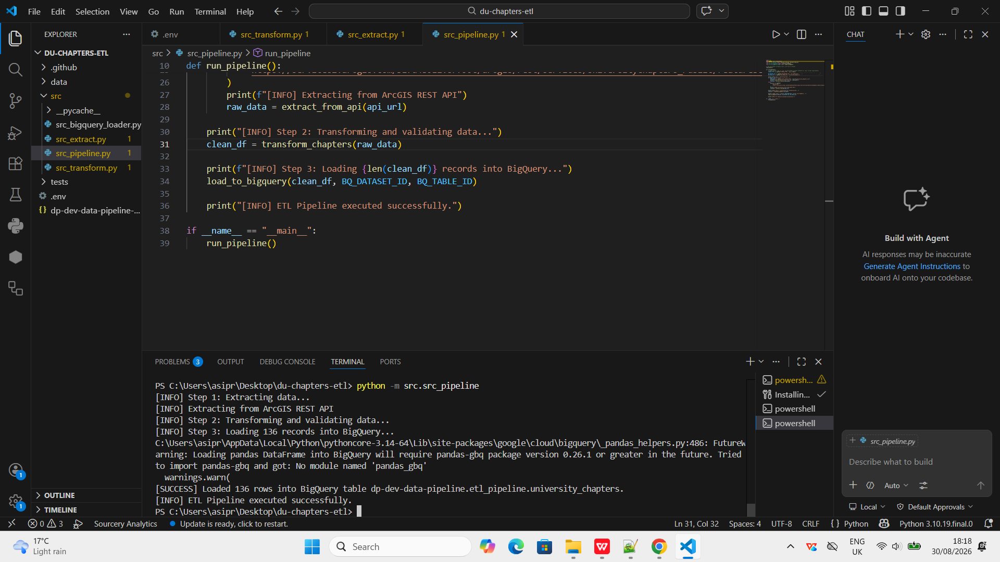 File Edit Selection View Go Run Terminal Help
du-chapters-etl
EXPLORER
DU-CHAPTERS-ETL
.github
data
src
__pycache__
src_bigquery_loader.py
src_extract.py 1
src_pipeline.py 1
src_transform.py 1
tests
.env
dp-dev-data-pipeline-...
OUTLINE
TIMELINE
.env
src_transform.py 1
src_extract.py 1
src_pipeline.py 1
src > src_pipeline.py > run_pipeline
10 def run_pipeline():
26 )
27 print(f"[INFO] Extracting from ArcGIS REST API")
28 raw_data = extract_from_api(api_url)
29
30 print("[INFO] Step 2: Transforming and validating data...")
31 clean_df = transform_chapters(raw_data)
32
33 print(f"[INFO] Step 3: Loading {len(clean_df)} records into BigQuery...")
34 load_to_bigquery(clean_df, BQ_DATASET_ID, BQ_TABLE_ID)
35
36 print("[INFO] ETL Pipeline executed successfully.")
37
38 if __name__ == "__main__":
39 run_pipeline()
PROBLEMS 3 OUTPUT DEBUG CONSOLE TERMINAL PORTS
PS C:\Users\asipr\Desktop\du-chapters-etl> python -m src.src_pipeline
[INFO] Step 1: Extracting data...
[INFO] Extracting from ArcGIS REST API
[INFO] Step 2: Transforming and validating data...
[INFO] Step 3: Loading 136 records into BigQuery...
C:\Users\asipr\AppData\Local\Python\pythoncore-3.14-64\Lib\site-packages\google\cloud\bigquery\_pandas_helpers.py:486: FutureW
arning: Loading pandas DataFrame into BigQuery will require pandas-gbq package version 0.26.1 or greater in the future. Tried
to import pandas-gbq and got: No module named 'pandas_gbq'
warnings.warn(
[SUCCESS] Loaded 136 rows into BigQuery table dp-dev-data-pipeline.etl_pipeline.university_chapters.
[INFO] ETL Pipeline executed successfully.
PS C:\Users\asipr\Desktop\du-chapters-etl>
powersh...
Installin...
powershell
powershell
CHAT
Build with Agent
AI responses may be inaccurate
Generate Agent Instructions to
onboard AI onto your codebase.
src_pipeline.py
Describe what to build
Auto
Local
Default Approvals
1
1
0 3 Sourcery Analytics Update is ready, click to restart. Ln 31, Col 32 Spaces: 4 UTF-8 CRLF { } Python Python 3.10.19.final.0
17°C
Light rain
Search
ENG
UK
18:18
30/08/2026